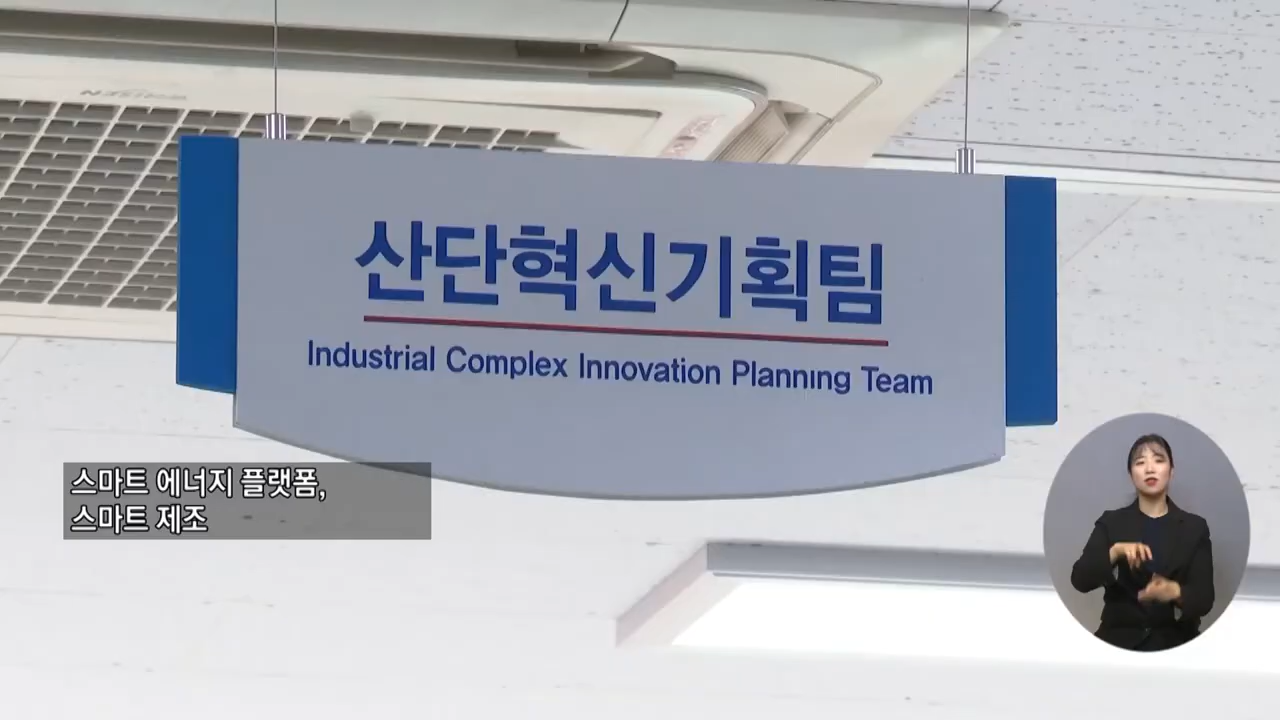 산단혁신기획팀
Industrial Complex Innovation Planning Team
스마트 에너지 플랫폼,
스마트 제조